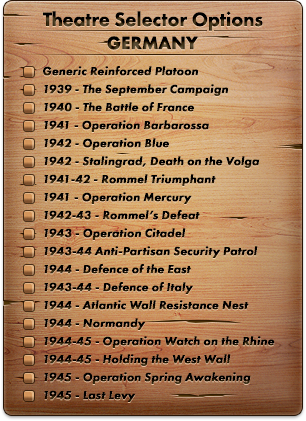 Theatre Selector Options
GERMANY
Generic Reinforced Platoon
1939 - The September Campaign
1940 - The Battle of France
1941 - Operation Barbarossa
1942 - Operation Blue
1942 - Stalingrad, Death on the Volga
1941-42 - Rommel Triumphant
1941 - Operation Mercury
1942-43 - Rommel's Defeat
1943 - Operation Citadel
1943-44 Anti-Partisan Security Patrol
1944 - Defence of the East
1943-44 - Defence of Italy
1944 - Atlantic Wall Resistance Nest
1944 - Normandy
1944-45 - Operation Watch on the Rhine
1944-45 - Holding the West Wall
1945 - Operation Spring Awakening
1945 - Last Levy